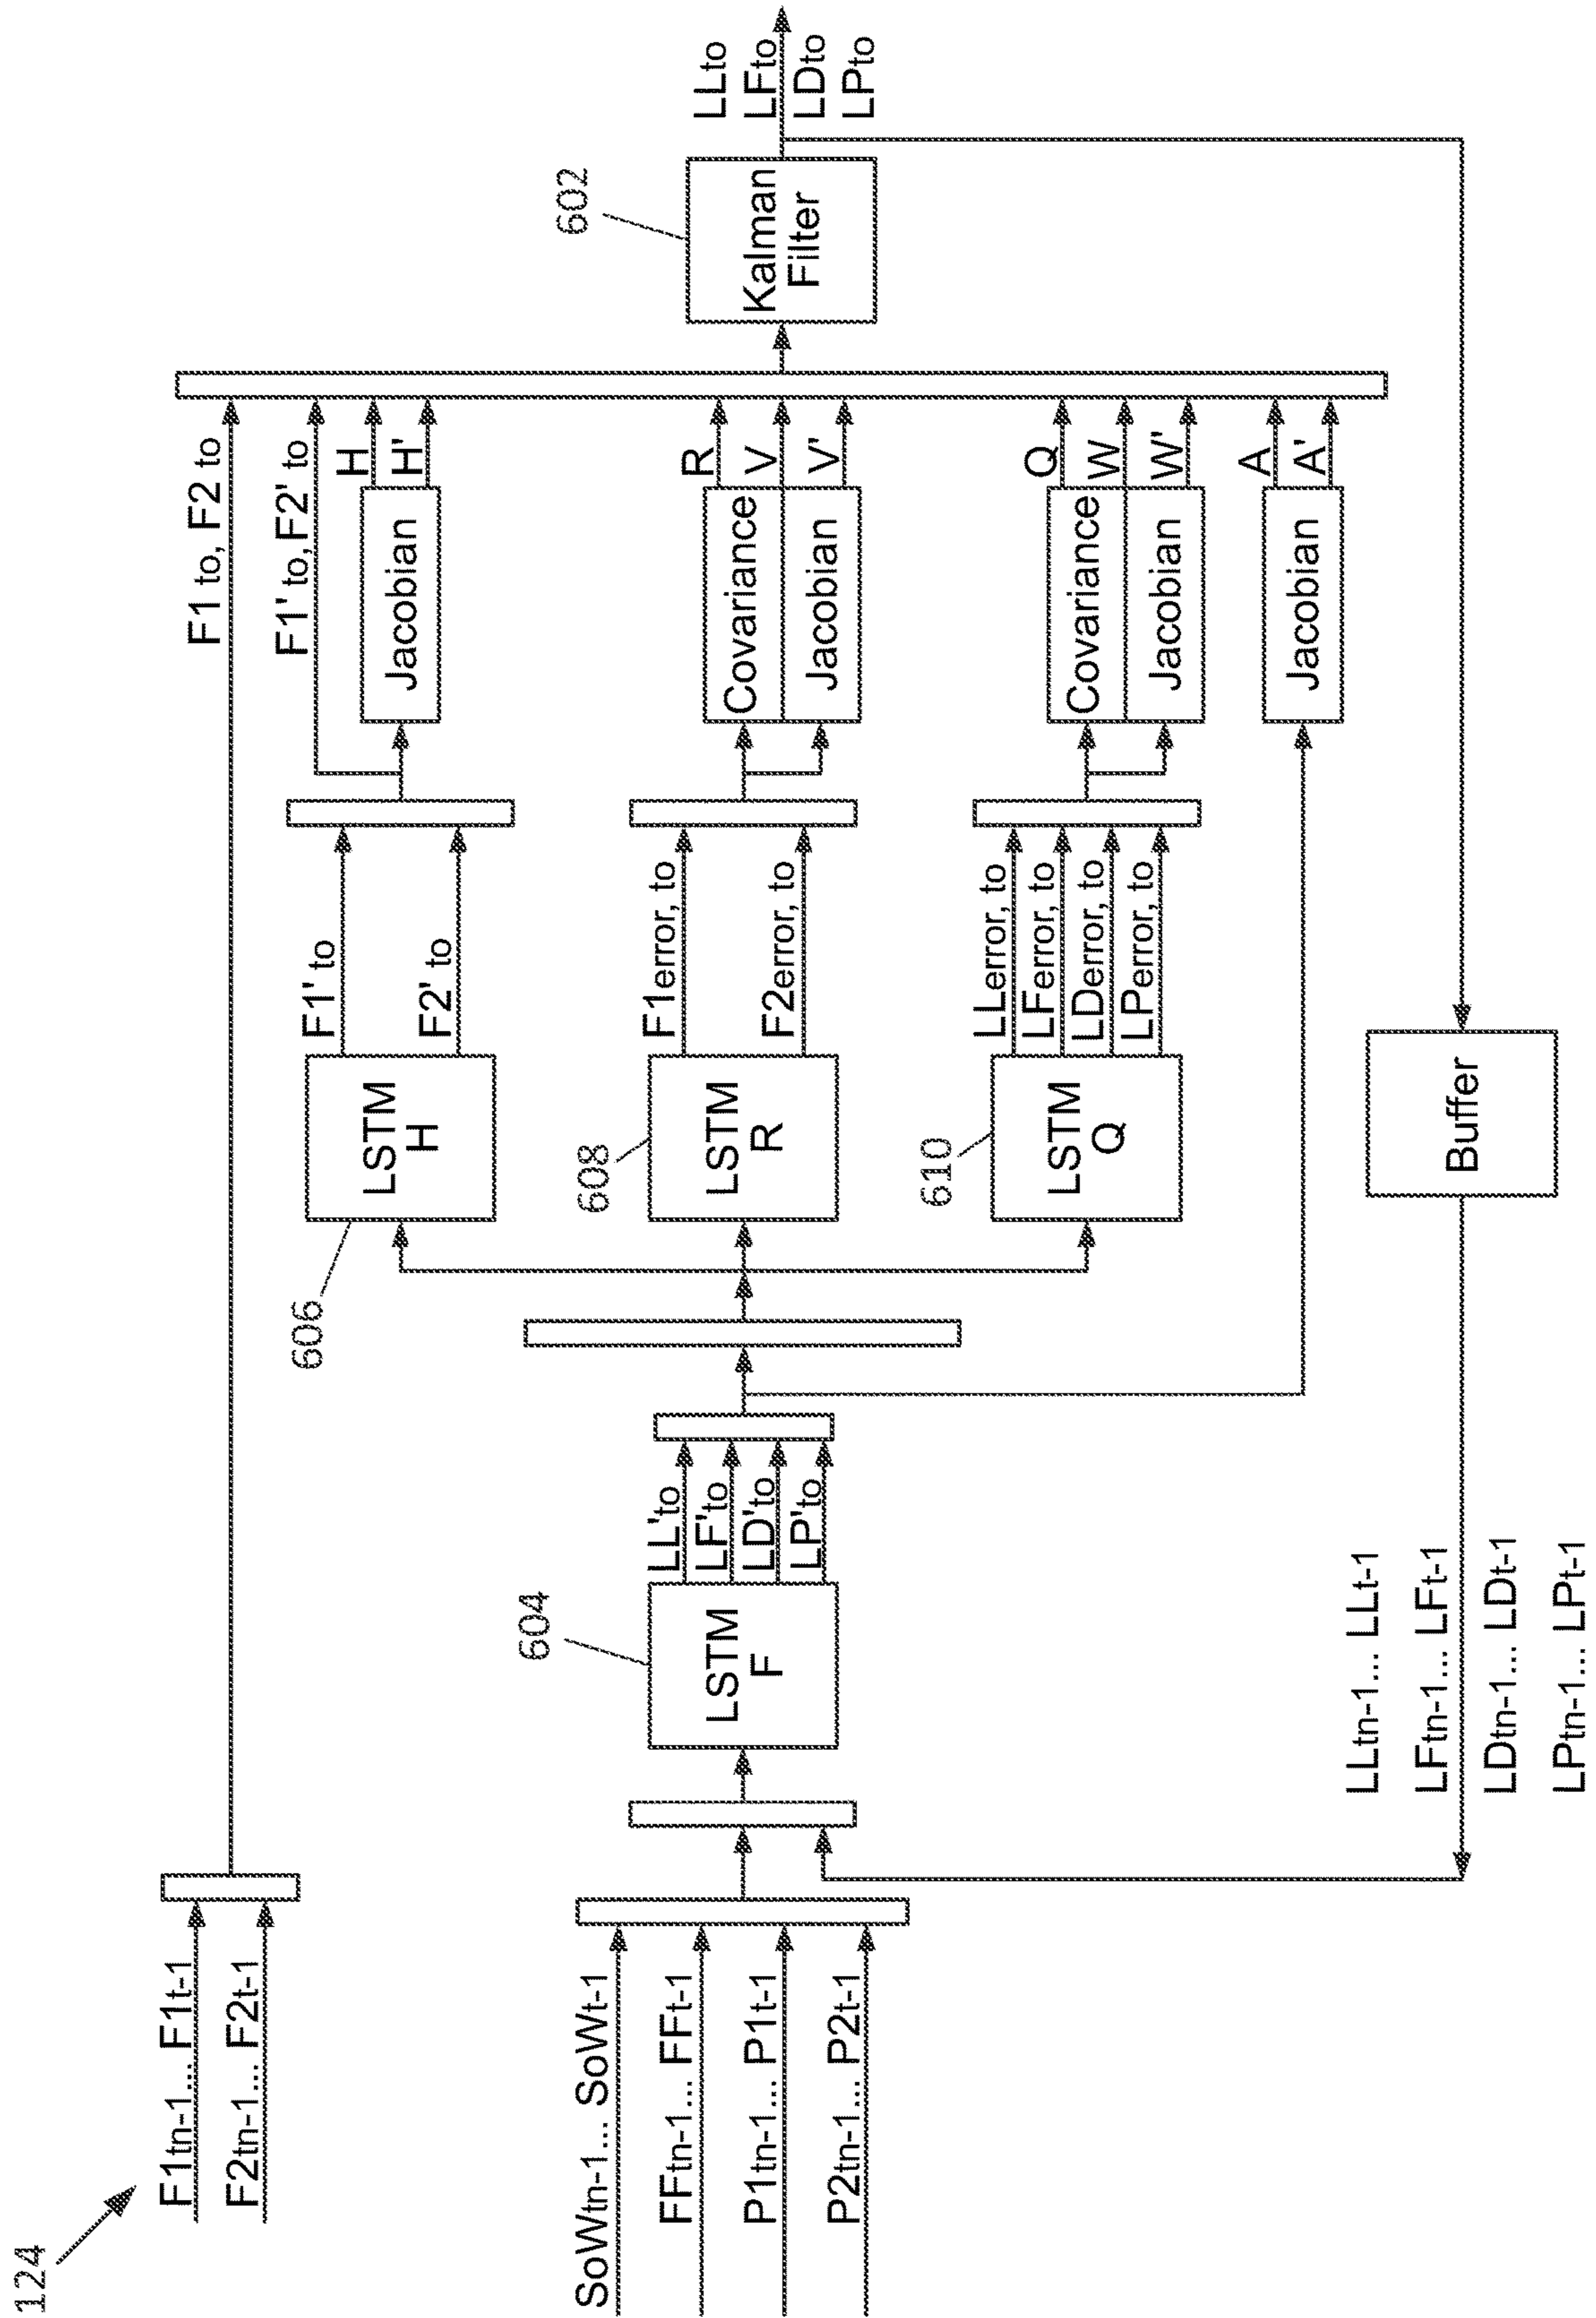 124
F1tn-1... F1t-1
F2tn-1... F2t-1
F1 to, F2 to
SoWtn-1... SoWt-1
FFtn-1... FFt-1
P1tn-1... P1t-1
P2tn-1... P2t-1
604
LSTM
F
LL'to
LF'to
LD'to
LP'to
606
LSTM
H
F1' to
F2' to
F1' to, F2' to
Jacobian
H
H'
608
LSTM
R
F1error, to
F2error, to
Covariance
Jacobian
R
V
V'
610
LSTM
Q
LLerror, to
LFerror, to
LDerror, to
LPerror, to
Covariance
Jacobian
Q
W
W'
Jacobian
A
A'
602
Kalman
Filter
LLto
LFto
LDto
LPto
Buffer
LLtn-1... LLt-1
LFtn-1... LFt-1
LDtn-1... LDt-1
LPtn-1... LPt-1